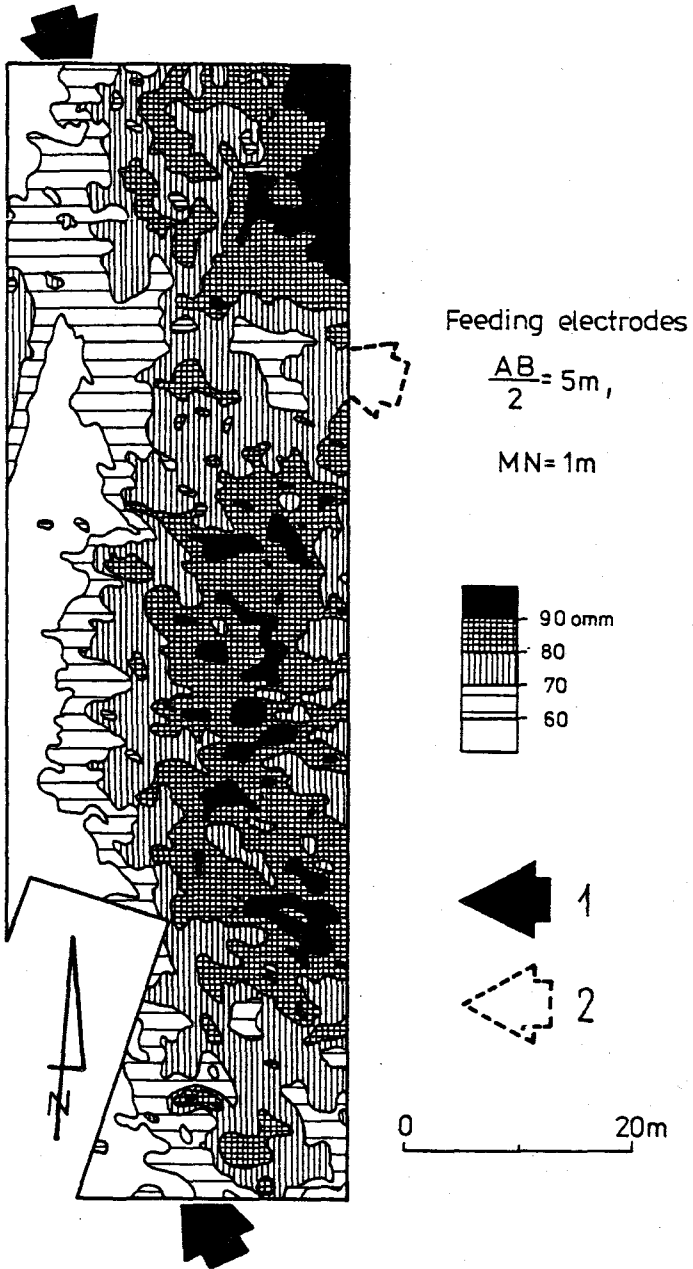 Feeding electrodes
AB/2 = 5m,
MN = 1m
90 omm
80
70
60
1
2
N
0 20m